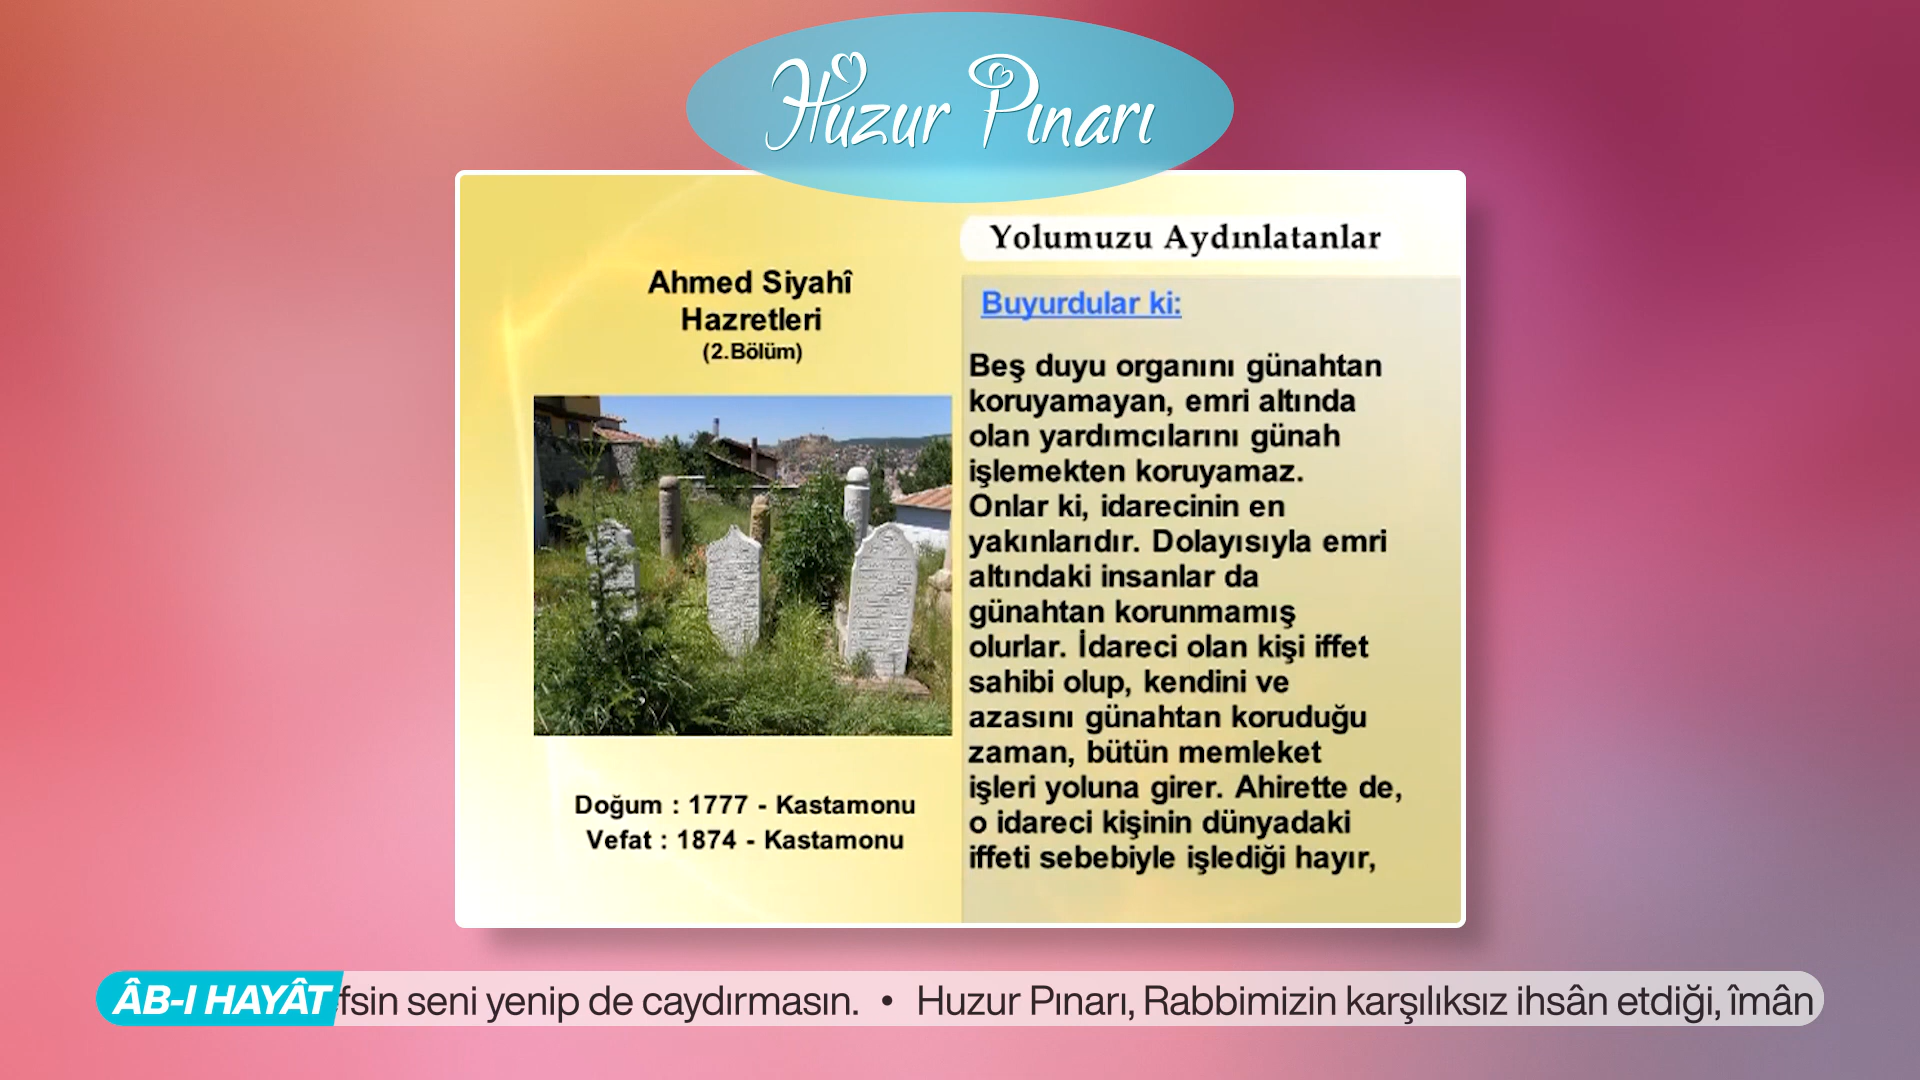 Huzur Pınarı
Yolumuzu Aydınlatanlar
Ahmed Siyahî
Hazretleri
(2.Bölüm)
Doğum : 1777 - Kastamonu
Vefat : 1874 - Kastamonu
Buyurdular ki:
Beş duyu organını günahtan
koruyamayan, emri altında
olan yardımcılarını günah
işlemekten koruyamaz.
Onlar ki, idarecinin en
yakınlarıdır. Dolayısıyla emri
altındaki insanlar da
günahtan korunmamış
olurlar. İdareci olan kişi iffet
sahibi olup, kendini ve
azasını günahtan koruduğu
zaman, bütün memleket
işleri yoluna girer. Ahirette de,
o idareci kişinin dünyadaki
iffeti sebebiyle işlediği hayır,
ÂB-I HAYÂT fsin seni yenip de caydırmasın. • Huzur Pınarı, Rabbimizin karşılıksız ihsân etdiği, îmân